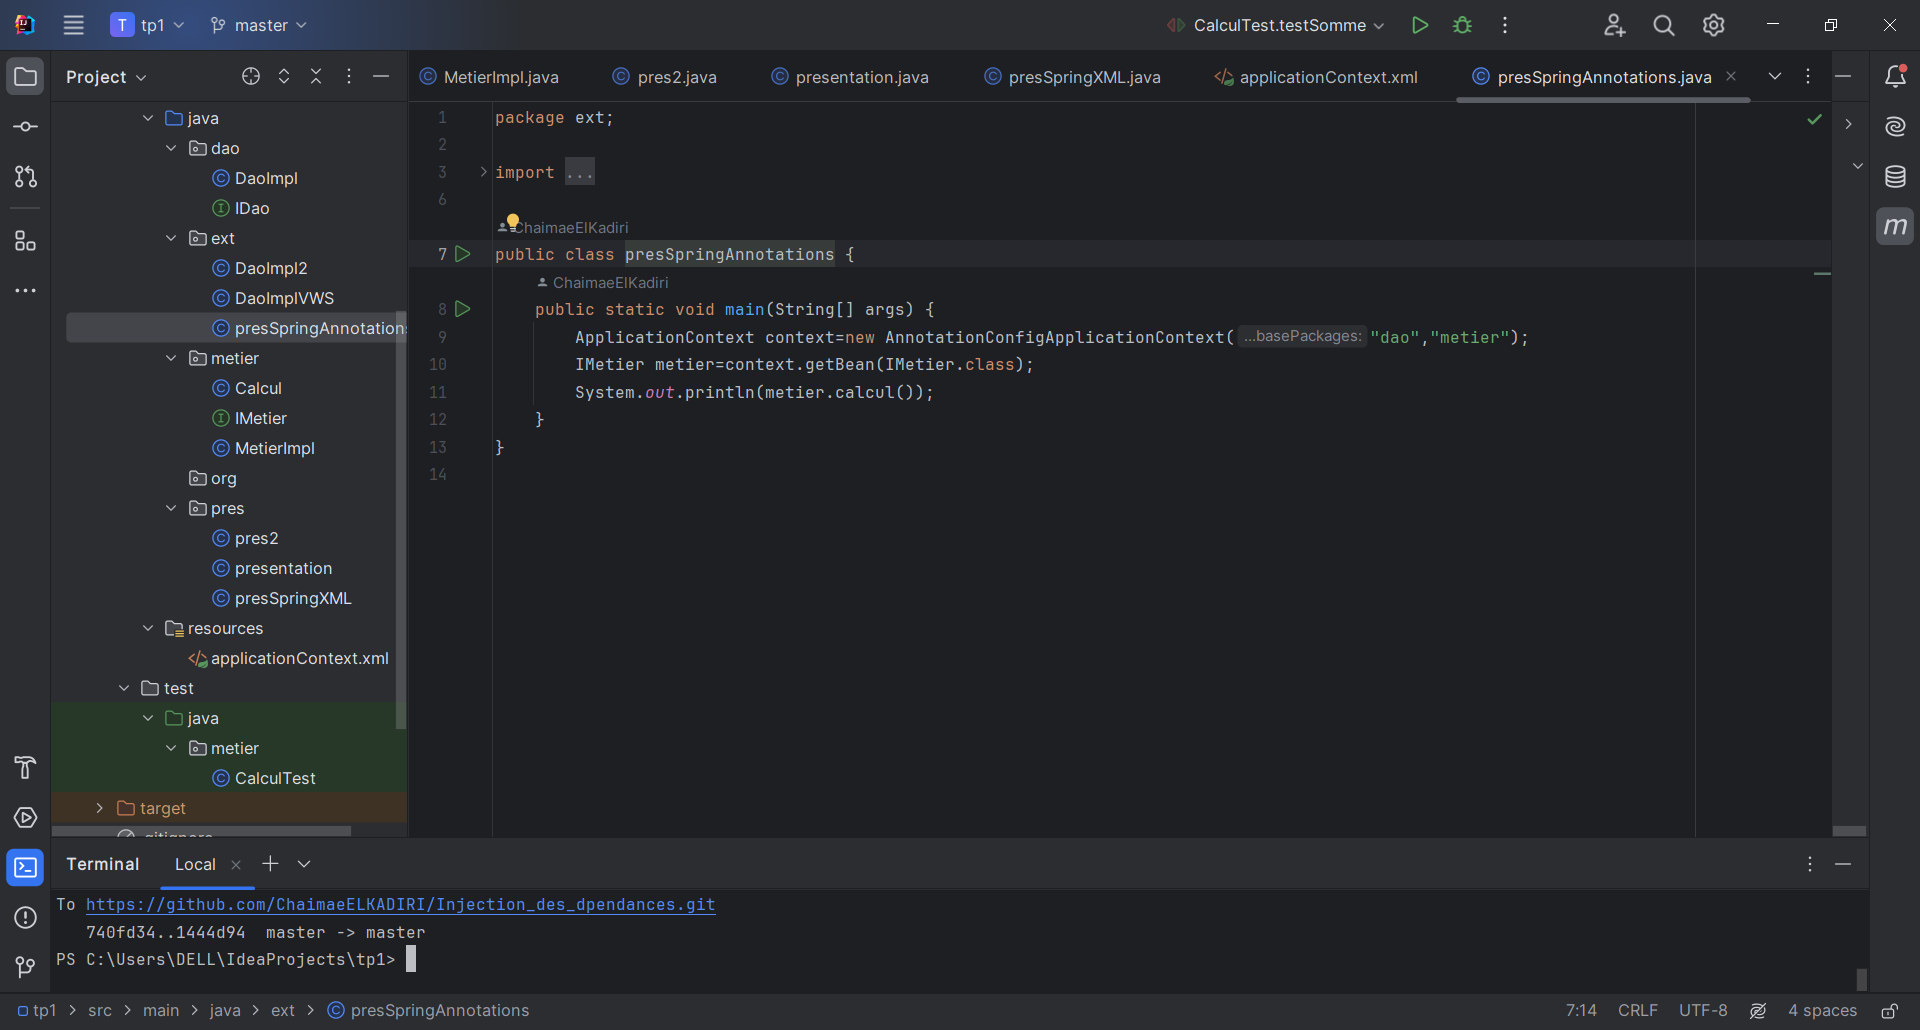 T tp1 master CalculTest.testSomme
Project
MetierImpl.java pres2.java presentation.java presSpringXML.java applicationContext.xml presSpringAnnotations.java
java
dao
DaoImpl
IDao
ext
DaoImpl2
DaoImplVWS
presSpringAnnotation
metier
Calcul
IMetier
MetierImpl
org
pres
pres2
presentation
presSpringXML
resources
applicationContext.xml
test
java
metier
CalculTest
target
.gitignore
1 package ext;
2
3 import ...
6
ChaimaeElKadiri
7 public class presSpringAnnotations {
ChaimaeElKadiri
8 public static void main(String[] args) {
9 ApplicationContext context=new AnnotationConfigApplicationContext( ...basePackages: "dao","metier");
10 IMetier metier=context.getBean(IMetier.class);
11 System.out.println(metier.calcul());
12 }
13 }
14
m
Terminal Local
To https://github.com/ChaimaeELKADIRI/Injection_des_dpendances.git
740fd34..1444d94 master -> master
PS C:\Users\DELL\IdeaProjects\tp1>
tp1 > src > main > java > ext > presSpringAnnotations 7:14 CRLF UTF-8 4 spaces